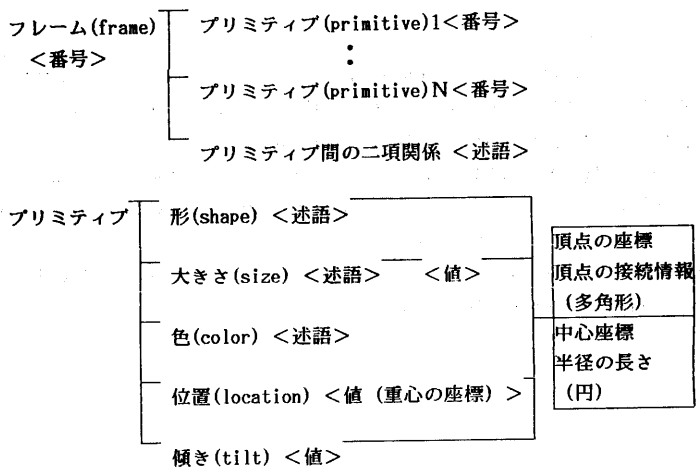 フレーム(frame)
<番号>
プリミティブ(primitive)1<番号>
:
プリミティブ(primitive)N<番号>
プリミティブ間の二項関係 <述語>
プリミティブ
形(shape) <述語>
大きさ(size) <述語> <値>
色(color) <述語>
位置(location) <値 (重心の座標) >
傾き(tilt) <値>
頂点の座標
頂点の接続情報
(多角形)
中心座標
半径の長さ
(円)